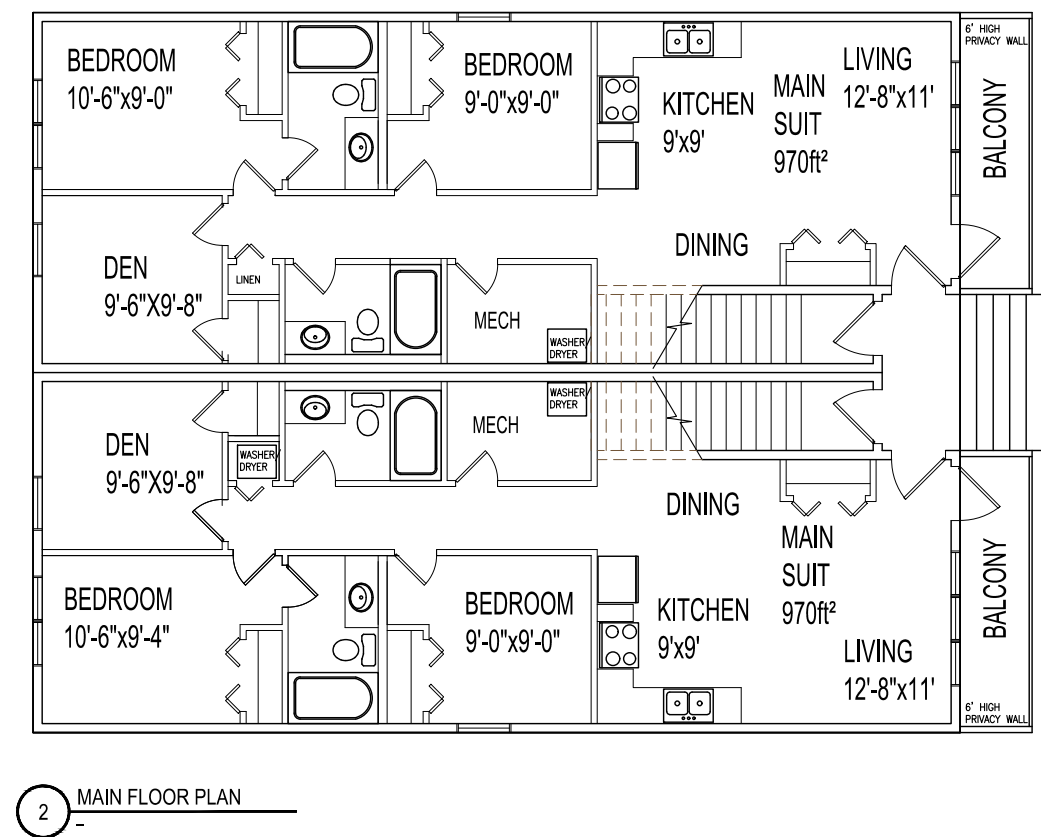 BEDROOM
10'-6"x9'-0"
BEDROOM
9'-0"x9'-0"
KITCHEN
9'x9'
MAIN
SUIT
970ft²
LIVING
12'-8"x11'
6' HIGH
PRIVACY WALL
BALCONY
DEN
9'-6"X9'-8"
LINEN
MECH
WASHER/
DRYER
DINING
DEN
9'-6"X9'-8"
WASHER/
DRYER
MECH
WASHER/
DRYER
DINING
BEDROOM
10'-6"x9'-4"
BEDROOM
9'-0"x9'-0"
KITCHEN
9'x9'
MAIN
SUIT
970ft²
LIVING
12'-8"x11'
BALCONY
6' HIGH
PRIVACY WALL
2 MAIN FLOOR PLAN
-